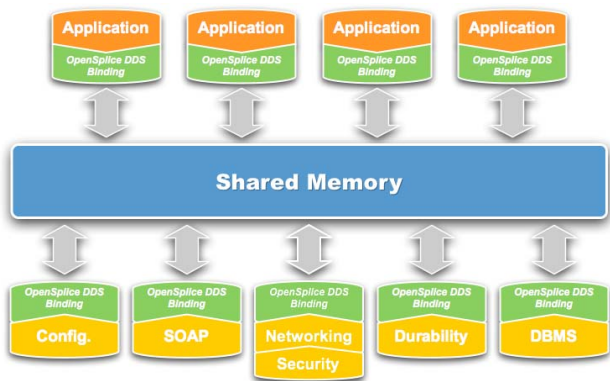 Application
OpenSplice DDS
Binding
Application
OpenSplice DDS
Binding
Application
OpenSplice DDS
Binding
Application
OpenSplice DDS
Binding
Shared Memory
OpenSplice DDS
Binding
Config.
OpenSplice DDS
Binding
SOAP
OpenSplice DDS
Binding
Networking
Security
OpenSplice DDS
Binding
Durability
OpenSplice DDS
Binding
DBMS